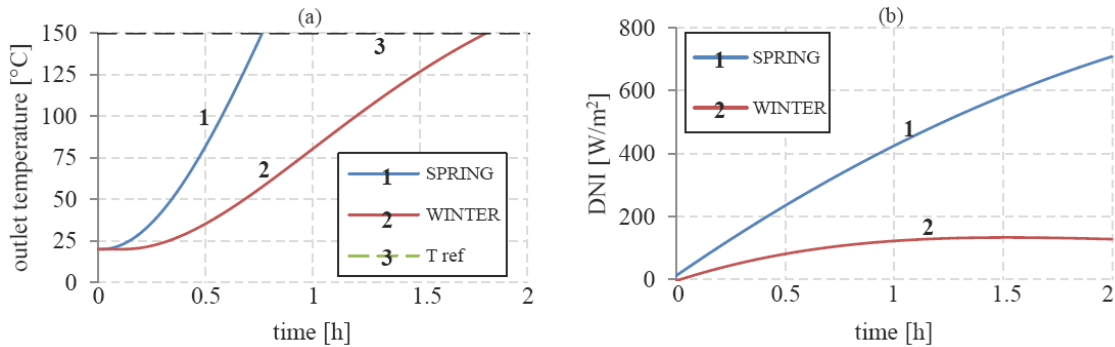 (a)
150
125
100
75
50
25
0
outlet temperature [°C]
0
0.5
1
1.5
2
time [h]
1
2
3
1 SPRING
2 WINTER
3 T ref
(b)
800
600
400
200
0
DNI [W/m²]
0
0.5
1
1.5
2
time [h]
1
2
1 SPRING
2 WINTER